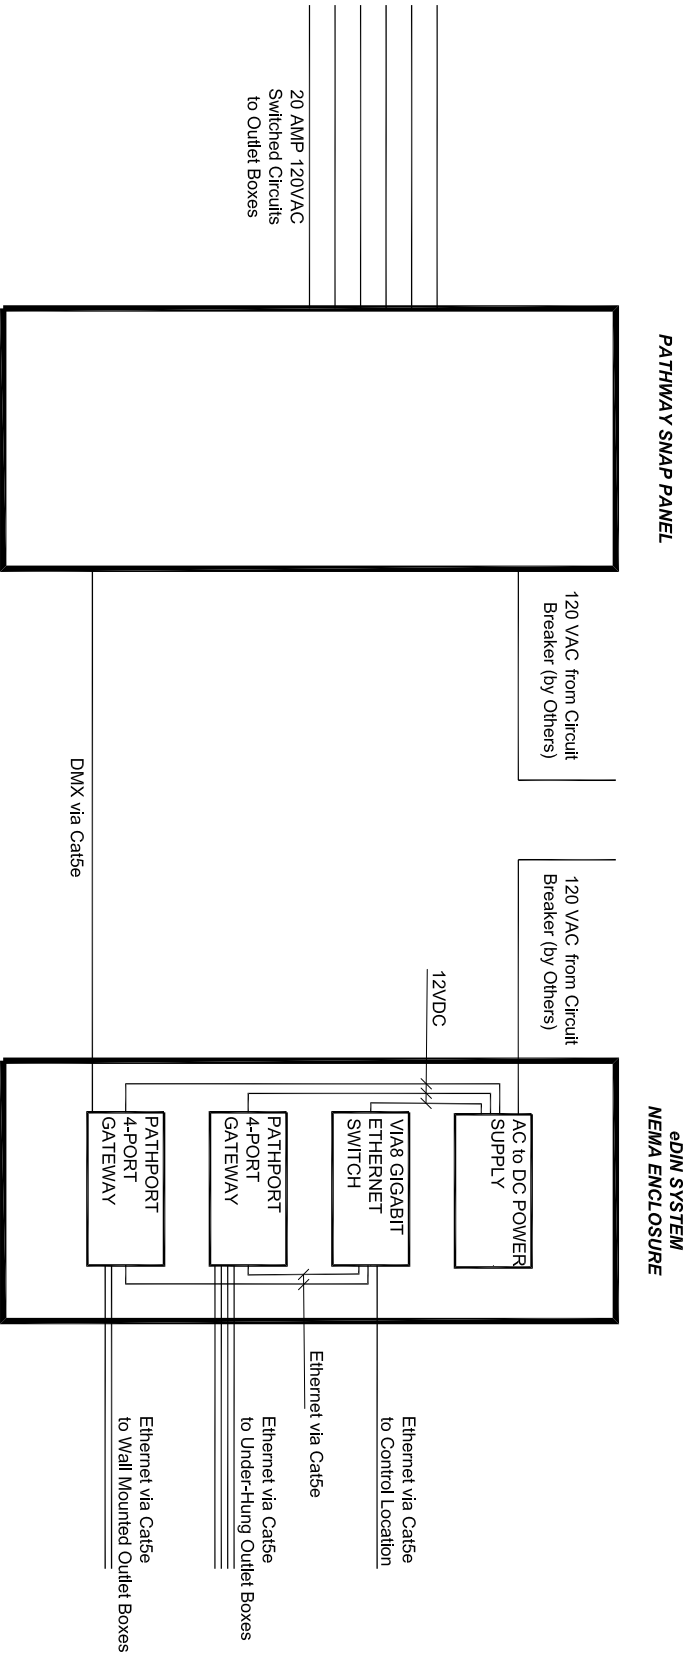 PATHWAY SNAP PANEL
20 AMP 120VAC
Switched Circuits
to Outlet Boxes
120 VAC from Circuit
Breaker (by Others)
DMX via Cat5e
eDIN SYSTEM
NEMA ENCLOSURE
120 VAC from Circuit
Breaker (by Others)
12VDC
AC to DC POWER
SUPPLY
VIA8 GIGABIT
ETHERNET
SWITCH
PATHPORT
4-PORT
GATEWAY
PATHPORT
4-PORT
GATEWAY
Ethernet via Cat5e
to Control Location
Ethernet via Cat5e
Ethernet via Cat5e
to Under-Hung Outlet Boxes
Ethernet via Cat5e
to Wall Mounted Outlet Boxes